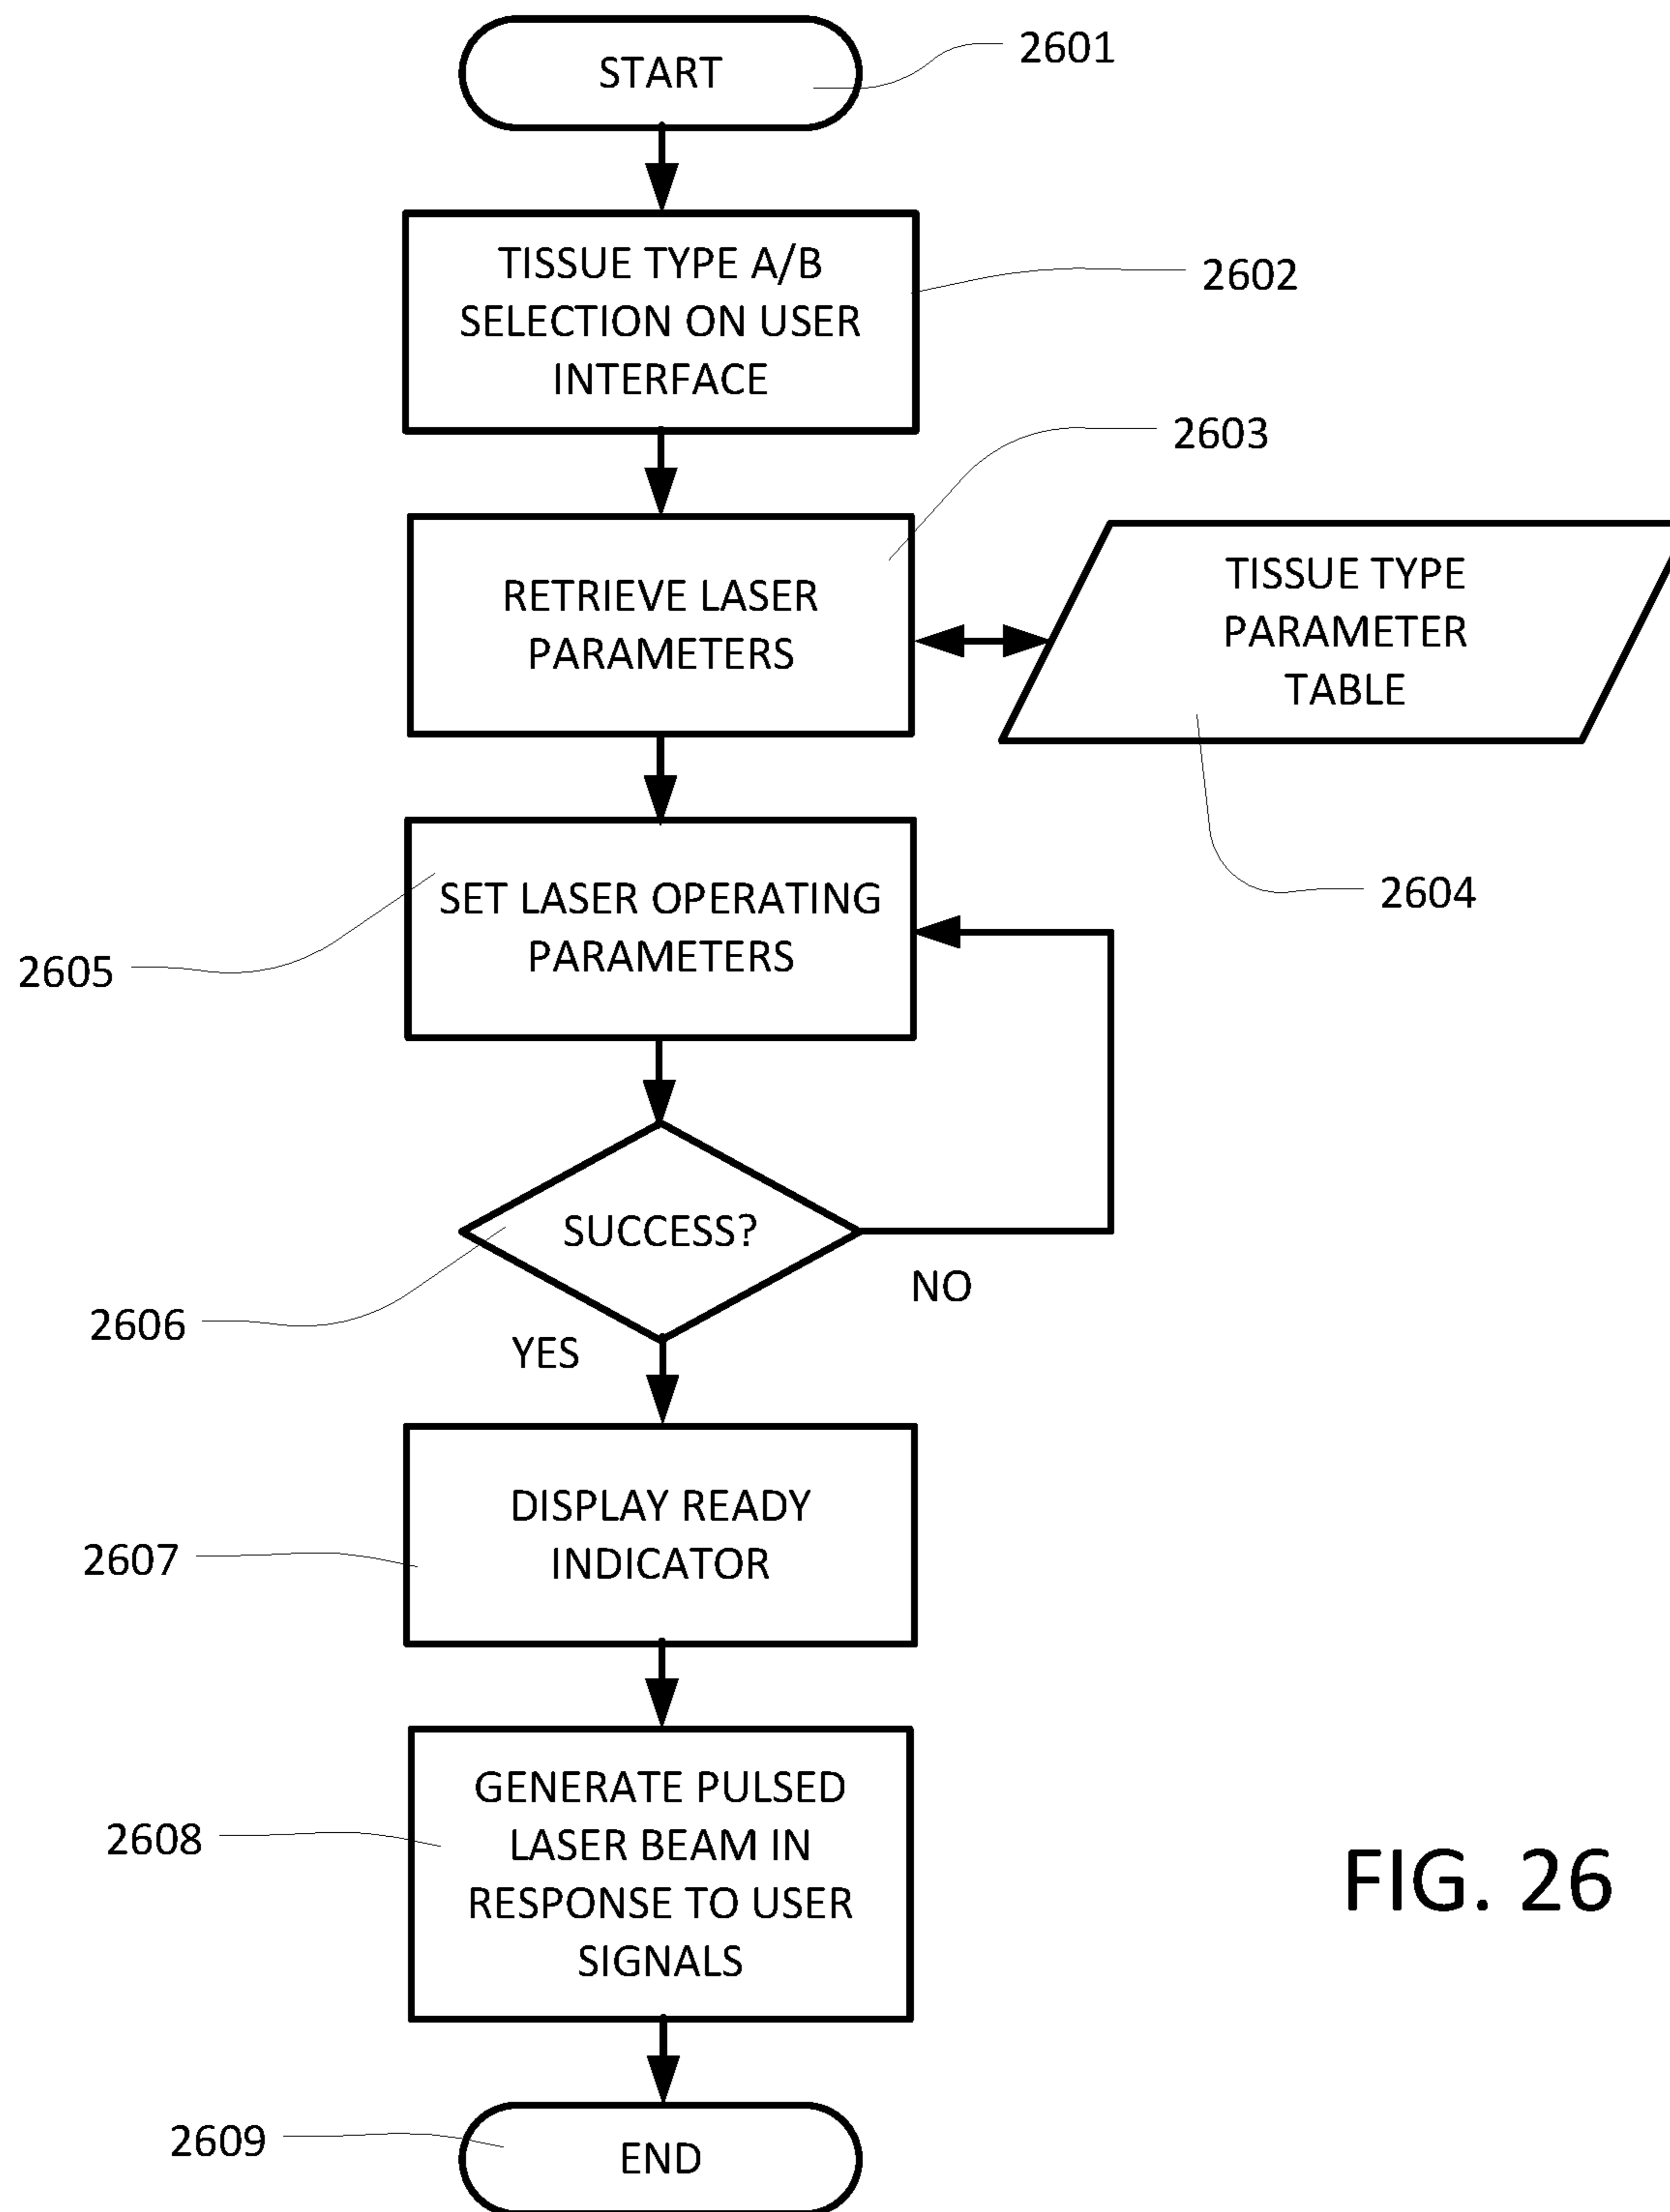 START
2601
TISSUE TYPE A/B
SELECTION ON USER
INTERFACE
2602
2603
RETRIEVE LASER
PARAMETERS
TISSUE TYPE
PARAMETER
TABLE
2604
SET LASER OPERATING
PARAMETERS
2605
SUCCESS?
NO
2606
YES
DISPLAY READY
INDICATOR
2607
GENERATE PULSED
LASER BEAM IN
RESPONSE TO USER
SIGNALS
2608
FIG. 26
2609
END